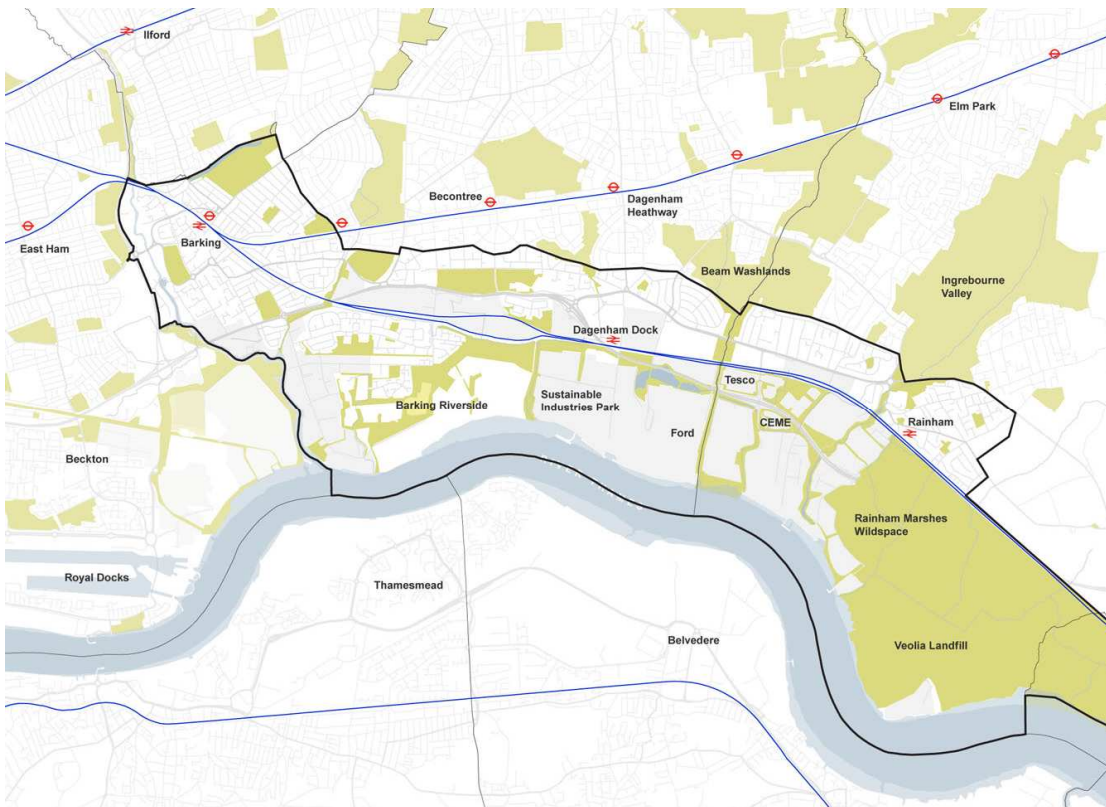 Ilford
Elm Park
Becontree
Dagenham
Heathway
East Ham
Barking
Beam Washlands
Ingrebourne
Valley
Dagenham Dock
Tesco
Sustainable
Industries Park
Barking Riverside
CEME
Rainham
Ford
Beckton
Rainham Marshes
Wildspace
Royal Docks
Thamesmead
Belvedere
Veolia Landfill